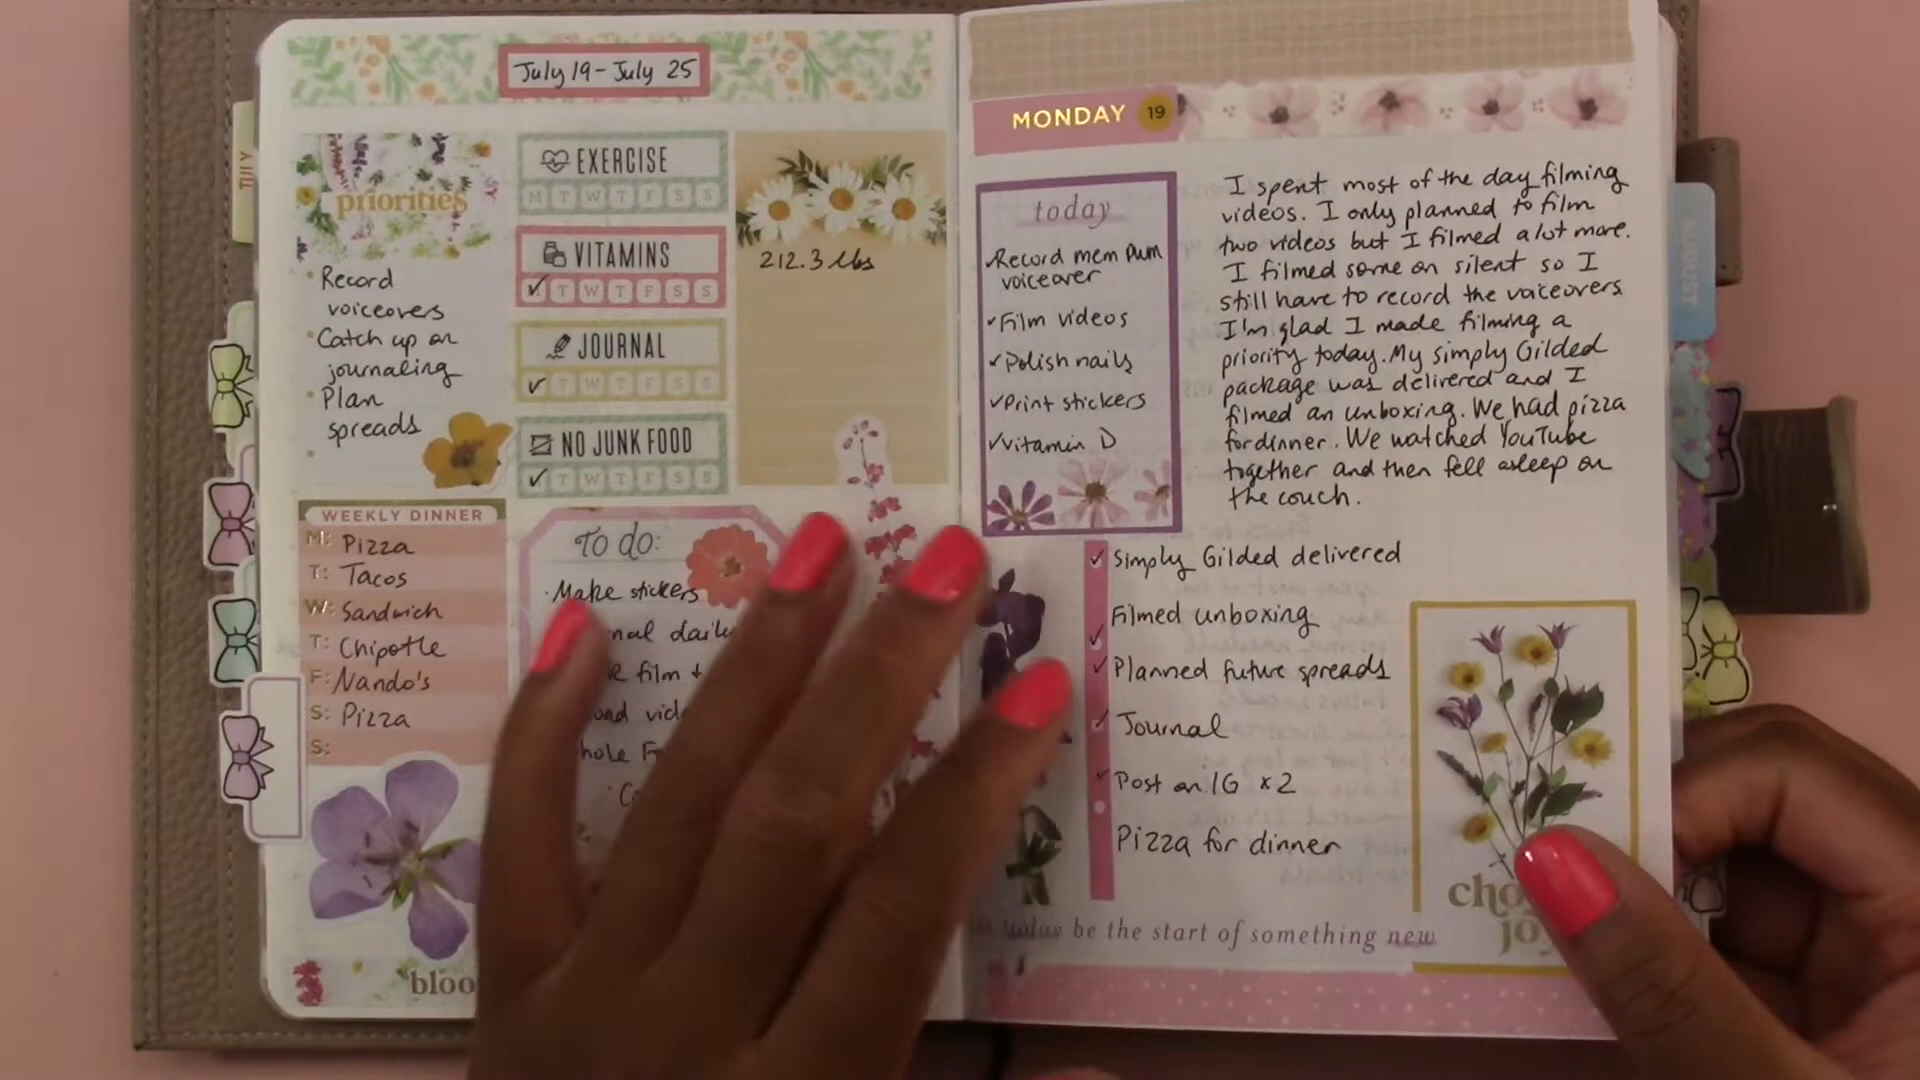 July 19 - July 25
priorities
Record
voiceovers
Catch up on
journaling
Plan
spreads
EXERCISE
M T W T F S S
VITAMINS
✓ T W T F S S
JOURNAL
✓ T W T F S S
NO JUNK FOOD
✓ T W T F S S
212.3 lbs
WEEKLY DINNER
M: Pizza
T: Tacos
W: Sandwich
T: Chipotle
F: Nando's
S: Pizza
S:
To do:
Make stickers
JULY
MONDAY 19
today
✓Record mem plum
voiceover
✓Film videos
✓Polish nails
✓Print stickers
✓Vitamin D
I spent most of the day filming
videos. I only planned to film
two videos but I filmed a lot more.
I filmed some on silent so I
still have to record the voiceovers.
I'm glad I made filming a
priority today. My simply Gilded
package was delivered and I
filmed an unboxing. We had pizza
for dinner. We watched YouTube
together and then fell asleep on
the couch.
✓ Simply Gilded delivered
✓ Filmed unboxing
✓ Planned future spreads
✓ Journal
✓ Post on IG x2
Pizza for dinner
today be the start of something new
AUGUST